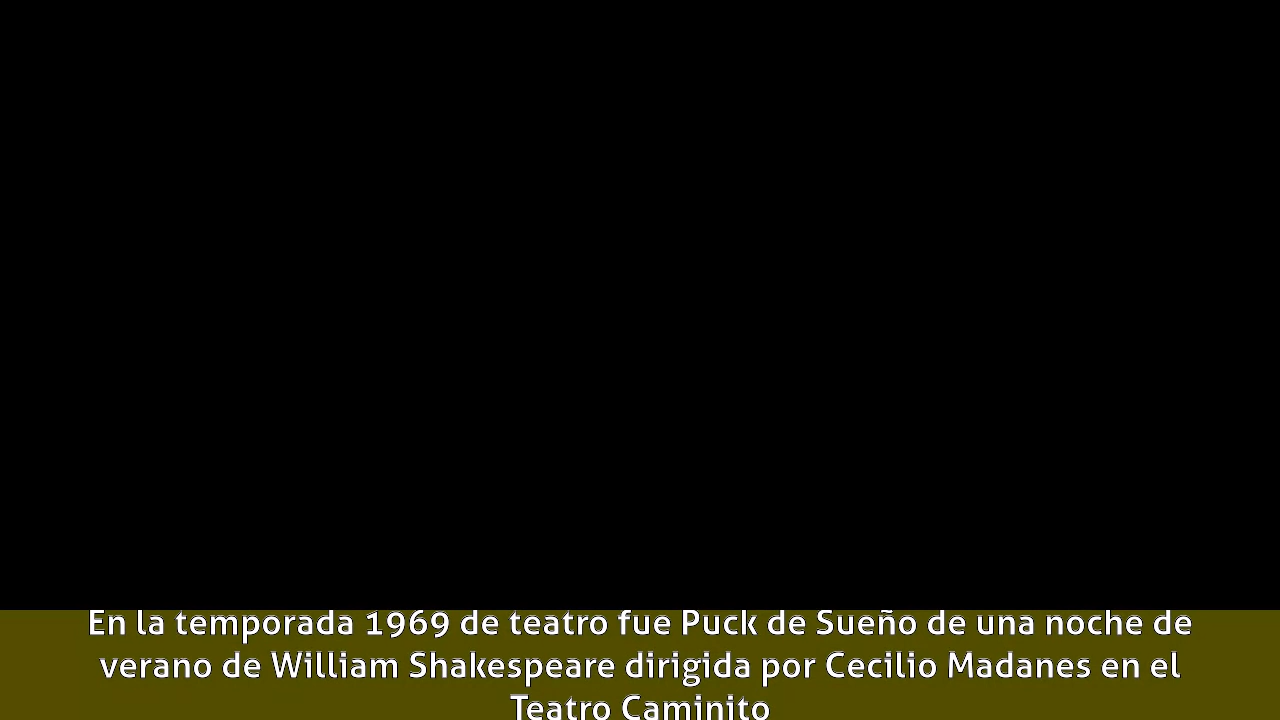 En la temporada 1969 de teatro fue Puck de Sueño de una noche de
verano de William Shakespeare dirigida por Cecilio Madanes en el
Teatro Caminito